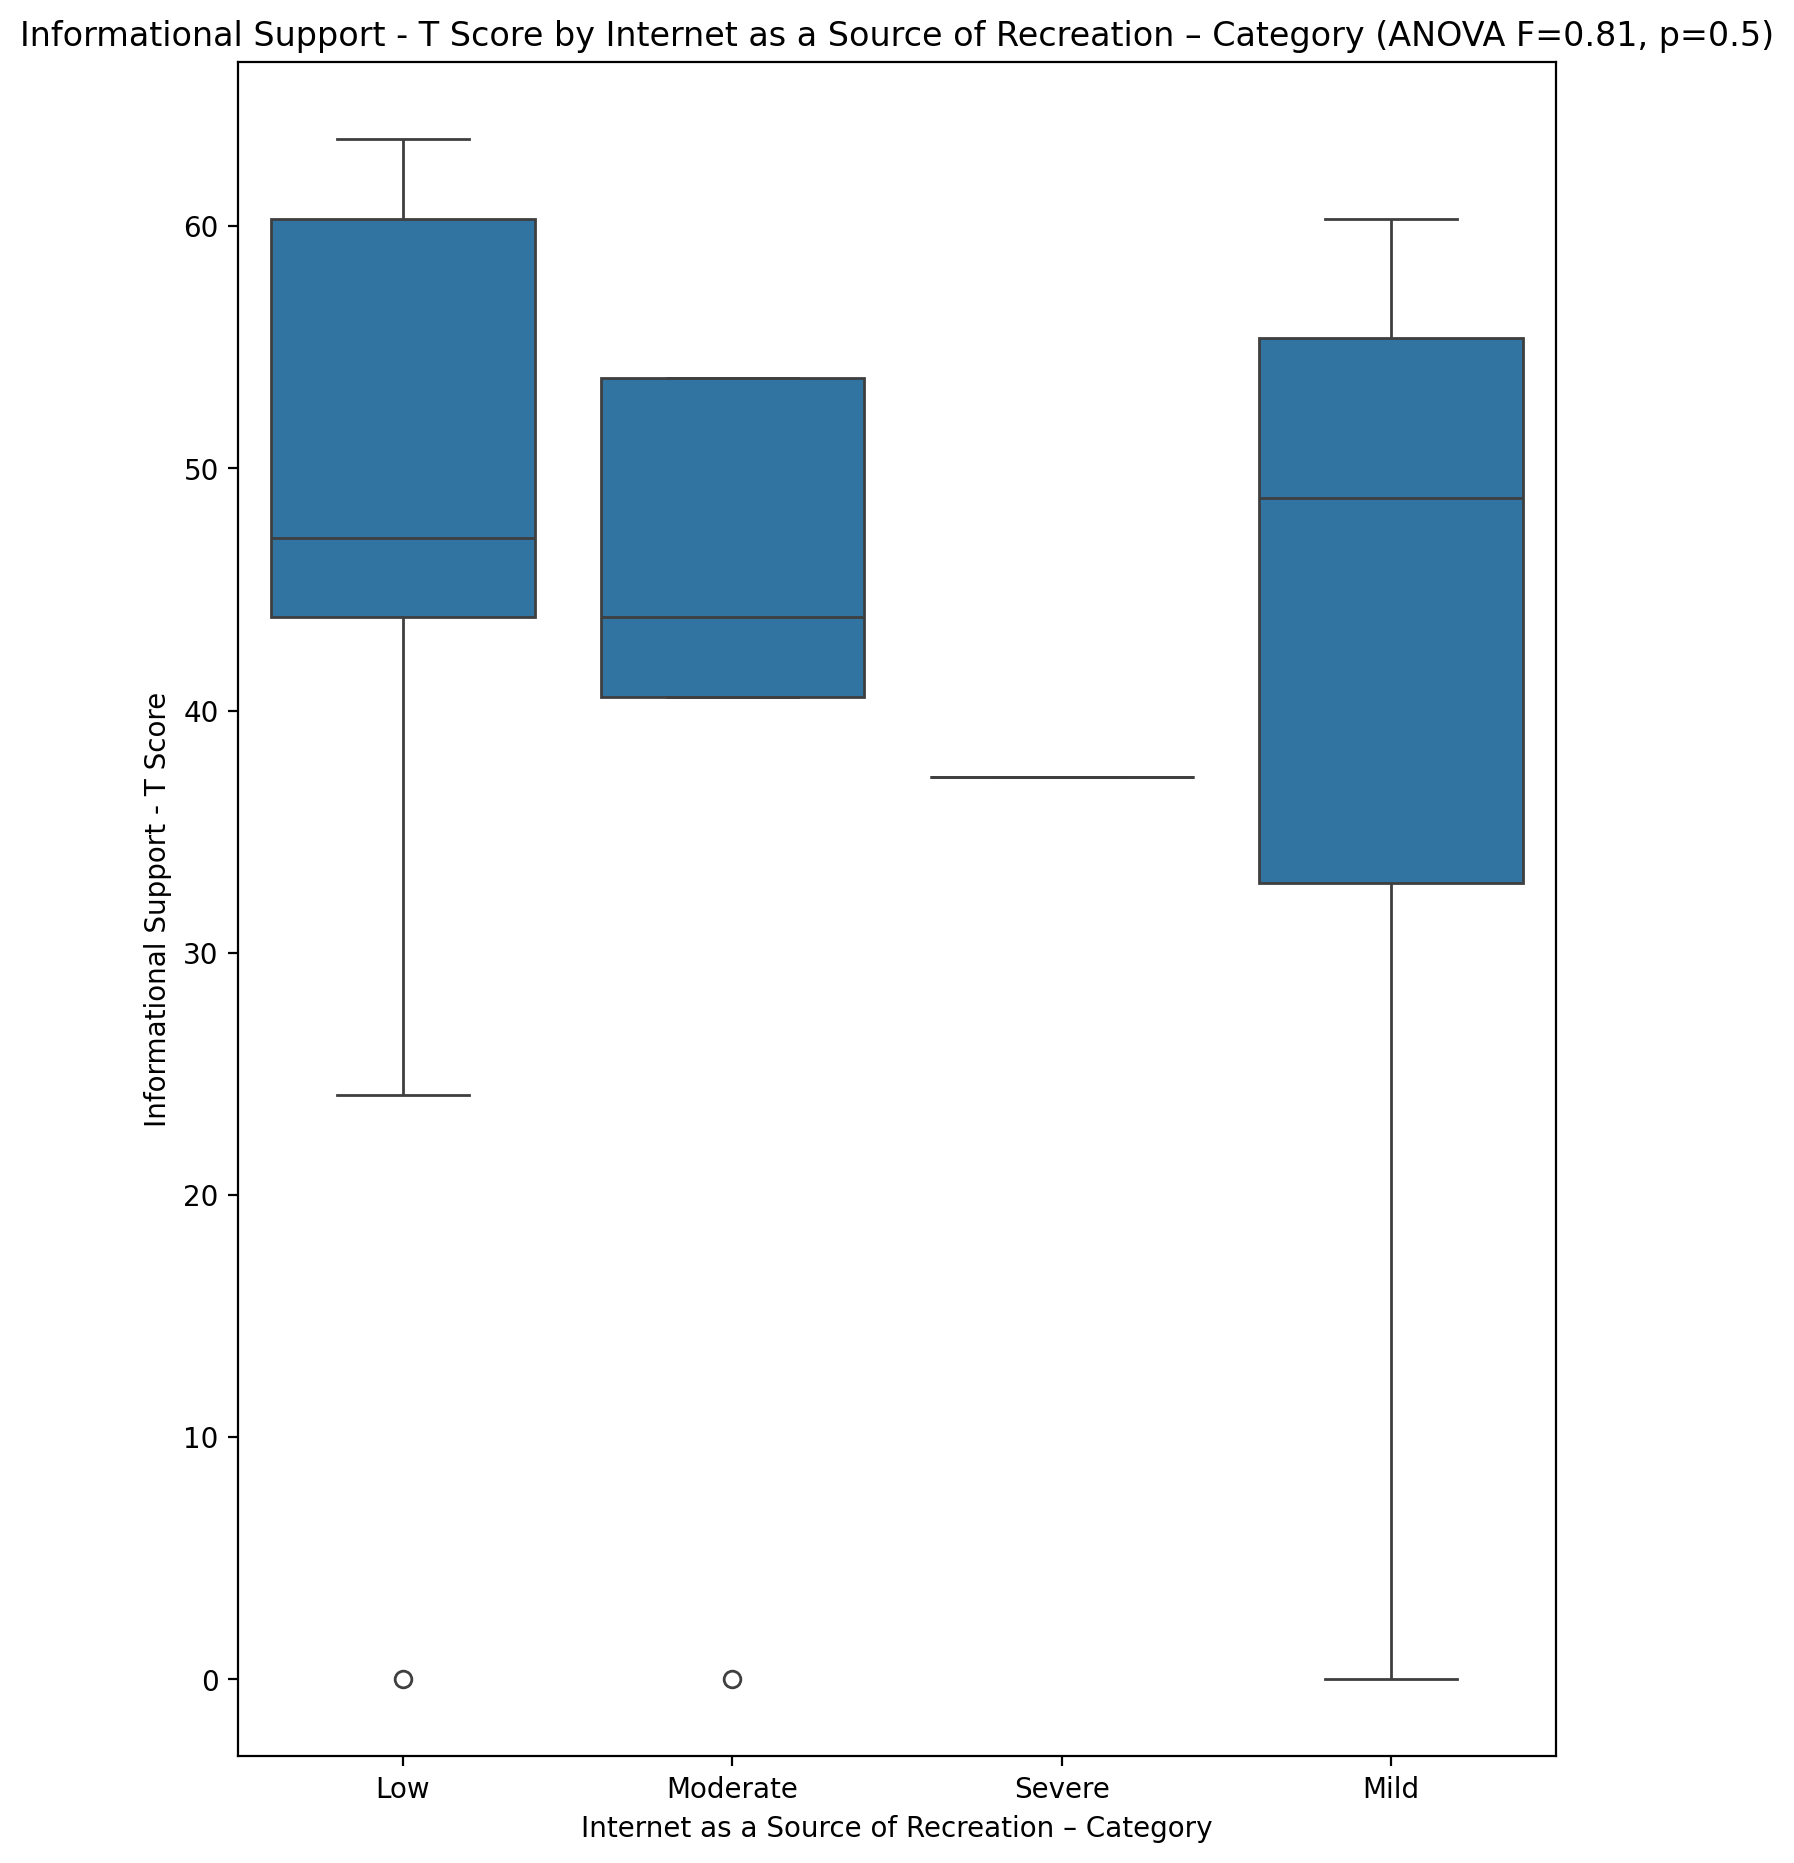 Informational Support - T Score by Internet as a Source of Recreation – Category (ANOVA F=0.81, p=0.5)
Informational Support - T Score
60
50
40
30
20
10
0
Low Moderate Severe Mild
Internet as a Source of Recreation – Category